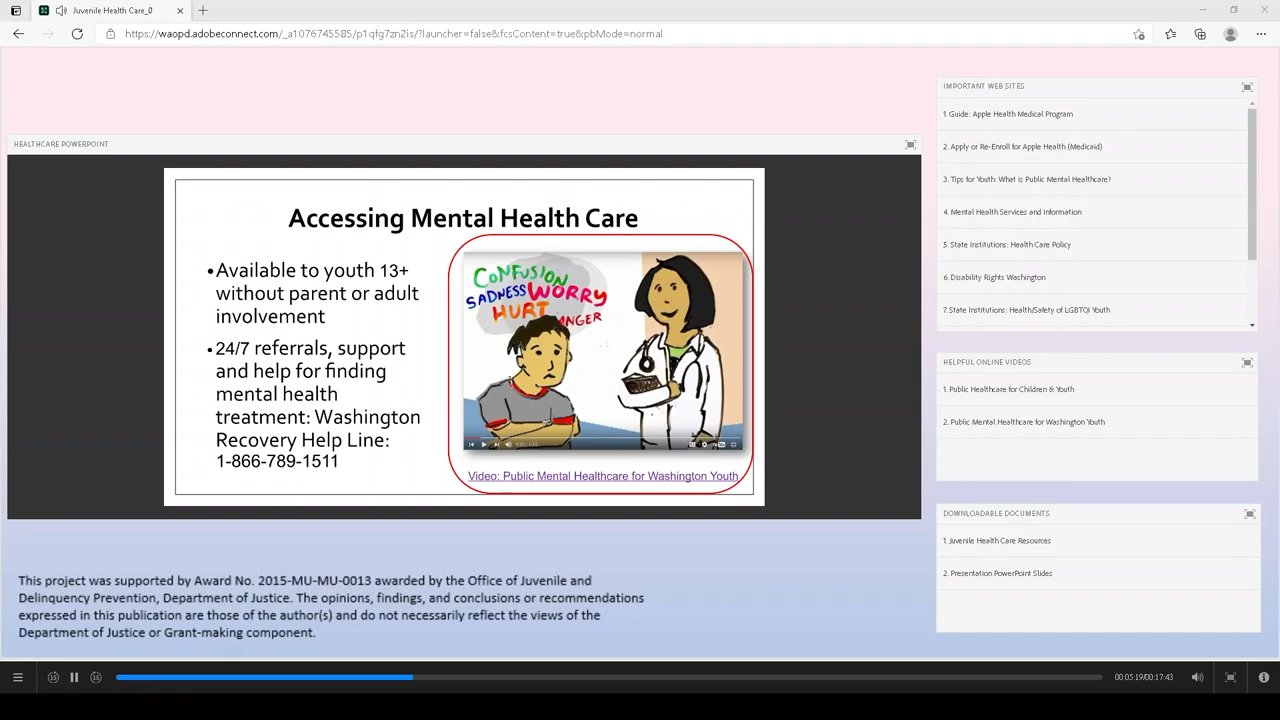 Juvenile Health Care_0
https://waopd.adobeconnect.com/_a1076745585/p1qfg7zn2is/?launcher=false&fcsContent=true&pbMode=normal
HEALTHCARE POWERPOINT
Accessing Mental Health Care
•Available to youth 13+
without parent or adult
involvement
• 24/7 referrals, support
and help for finding
mental health
treatment: Washington
Recovery Help Line:
1-866-789-1511
CONFUSION
SADNESS WORRY
HURT
ANGER
Video: Public Mental Healthcare for Washington Youth
IMPORTANT WEB SITES
1. Guide: Apple Health Medical Program
2. Apply or Re-Enroll for Apple Health (Medicaid)
3. Tips for Youth: What is Public Mental Healthcare?
4. Mental Health Services and Information
5. State Institutions: Health Care Policy
6. Disability Rights Washington
7.State Institutions: Health/Safety of LGBTQI Youth
HELPFUL ONLINE VIDEOS
1. Public Healthcare for Children & Youth
2. Public Mental Healthcare for Washington Youth
DOWNLOADABLE DOCUMENTS
1. Juvenile Health Care Resources
2. Presentation PowerPoint Slides
This project was supported by Award No. 2015-MU-MU-0013 awarded by the Office of Juvenile and
Delinquency Prevention, Department of Justice. The opinions, findings, and conclusions or recommendations
expressed in this publication are those of the author(s) and do not necessarily reflect the views of the
Department of Justice or Grant-making component.
15
15
00:05:19/00:17:43